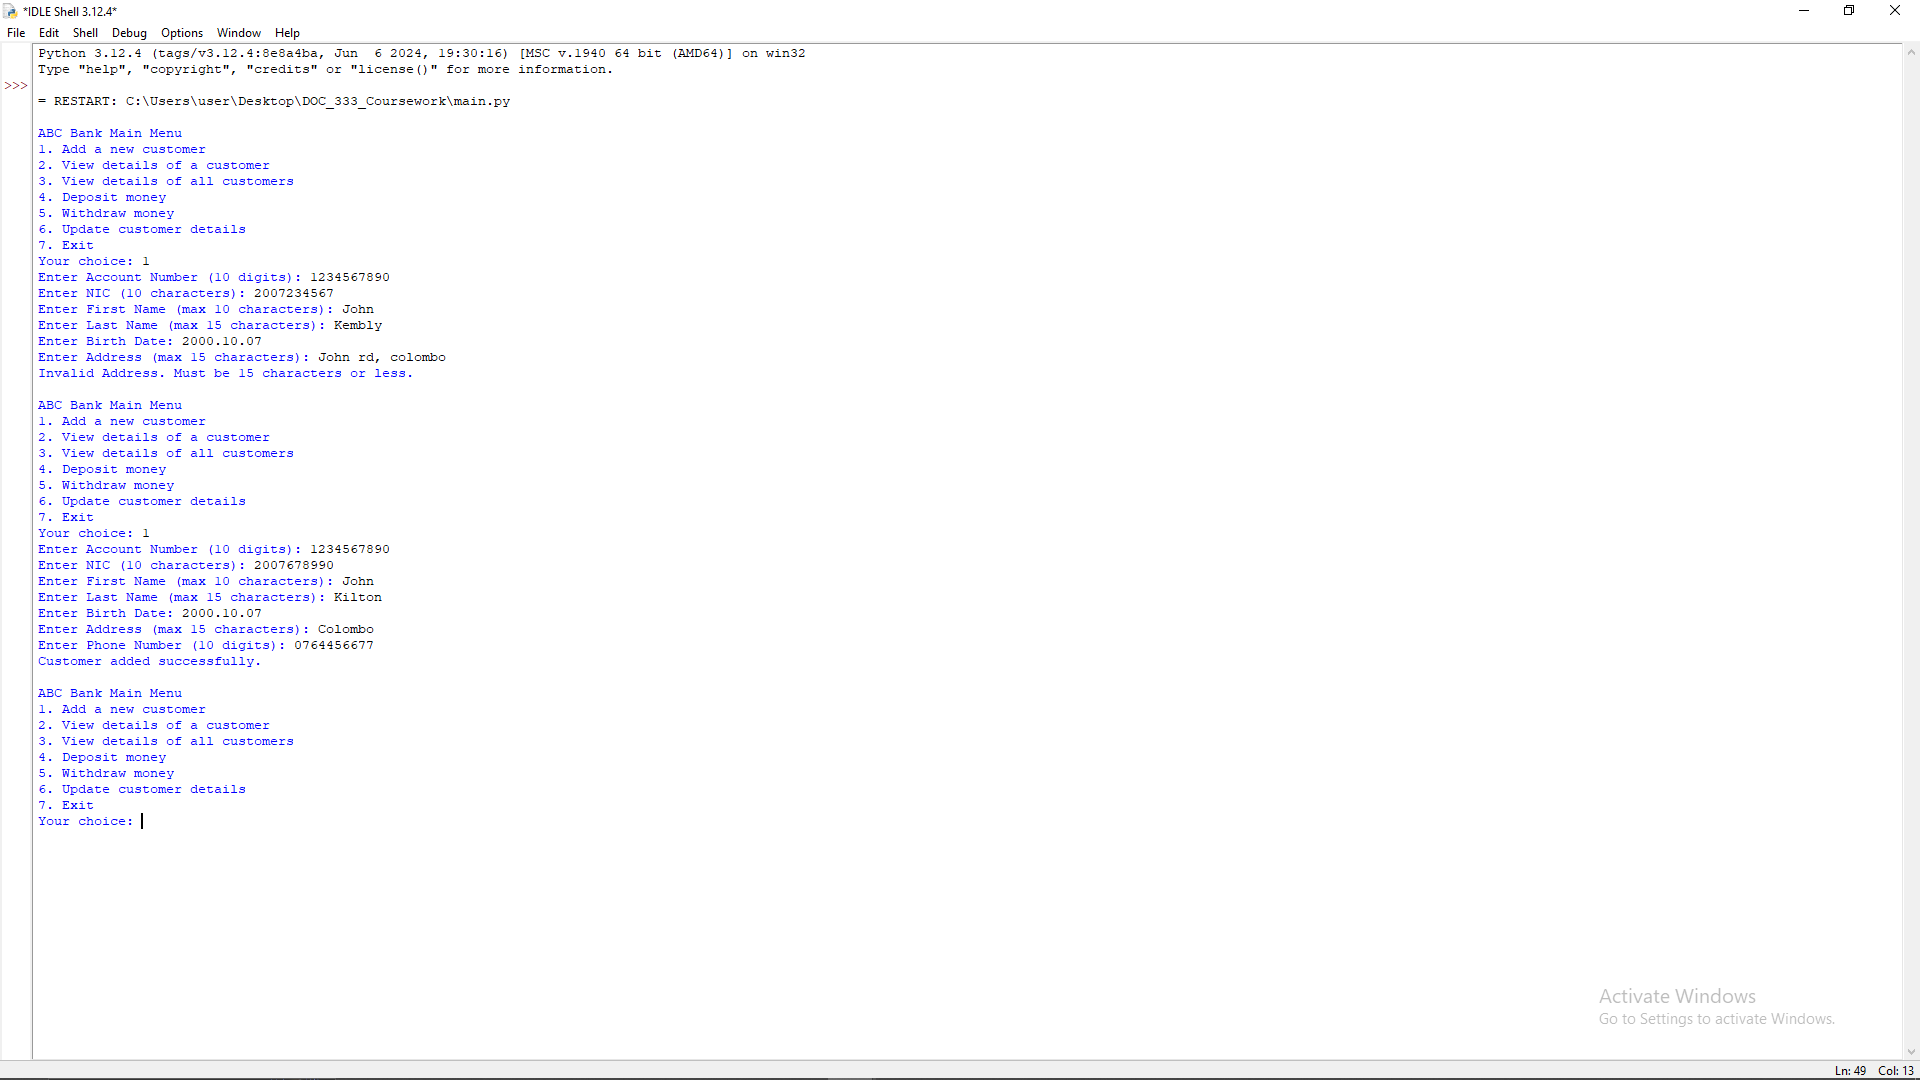 *IDLE Shell 3.12.4*
File Edit Shell Debug Options Window Help
Python 3.12.4 (tags/v3.12.4:8e8a4ba, Jun  6 2024, 19:30:16) [MSC v.1940 64 bit (AMD64)] on win32
Type "help", "copyright", "credits" or "license()" for more information.
>>>
= RESTART: C:\Users\user\Desktop\DOC_333_Coursework\main.py
ABC Bank Main Menu
1. Add a new customer
2. View details of a customer
3. View details of all customers
4. Deposit money
5. Withdraw money
6. Update customer details
7. Exit
Your choice: 1
Enter Account Number (10 digits): 1234567890
Enter NIC (10 characters): 2007234567
Enter First Name (max 10 characters): John
Enter Last Name (max 15 characters): Kembly
Enter Birth Date: 2000.10.07
Enter Address (max 15 characters): John rd, colombo
Invalid Address. Must be 15 characters or less.
ABC Bank Main Menu
1. Add a new customer
2. View details of a customer
3. View details of all customers
4. Deposit money
5. Withdraw money
6. Update customer details
7. Exit
Your choice: 1
Enter Account Number (10 digits): 1234567890
Enter NIC (10 characters): 2007678990
Enter First Name (max 10 characters): John
Enter Last Name (max 15 characters): Kilton
Enter Birth Date: 2000.10.07
Enter Address (max 15 characters): Colombo
Enter Phone Number (10 digits): 0764456677
Customer added successfully.
ABC Bank Main Menu
1. Add a new customer
2. View details of a customer
3. View details of all customers
4. Deposit money
5. Withdraw money
6. Update customer details
7. Exit
Your choice:
Activate Windows
Go to Settings to activate Windows.
Ln: 49 Col: 13